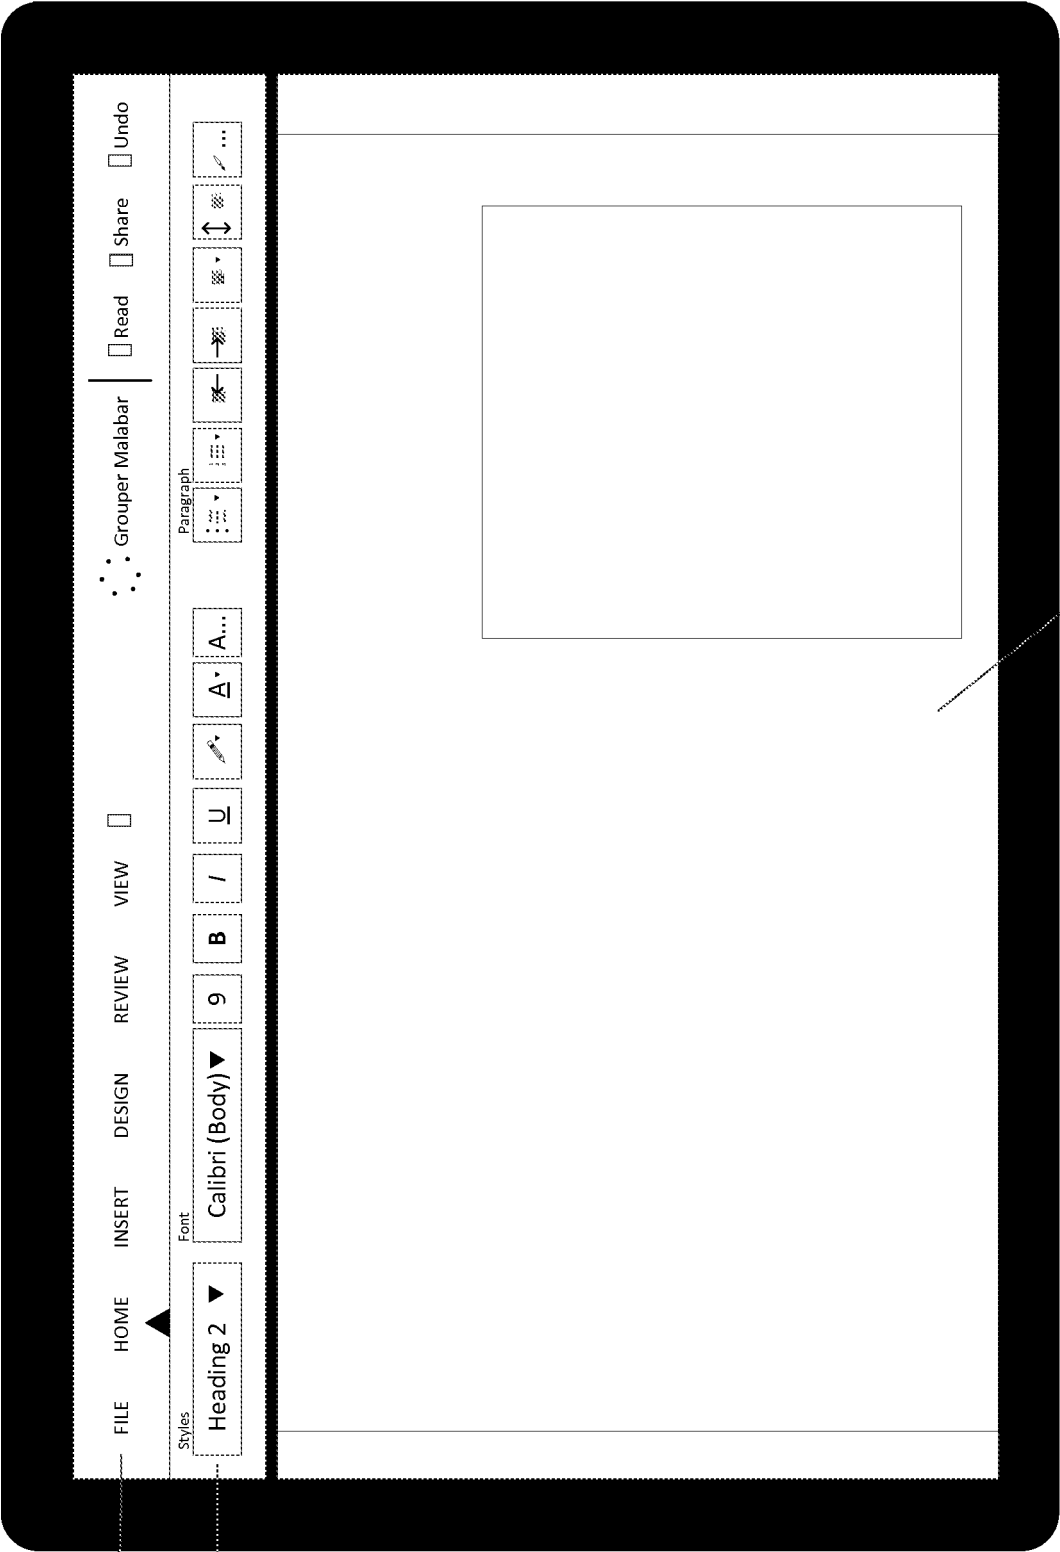 FILE HOME INSERT DESIGN REVIEW VIEW Grouper Malabar Read Share Undo
Styles Font Paragraph
Heading 2 Calibri (Body) 9 B I U A A...